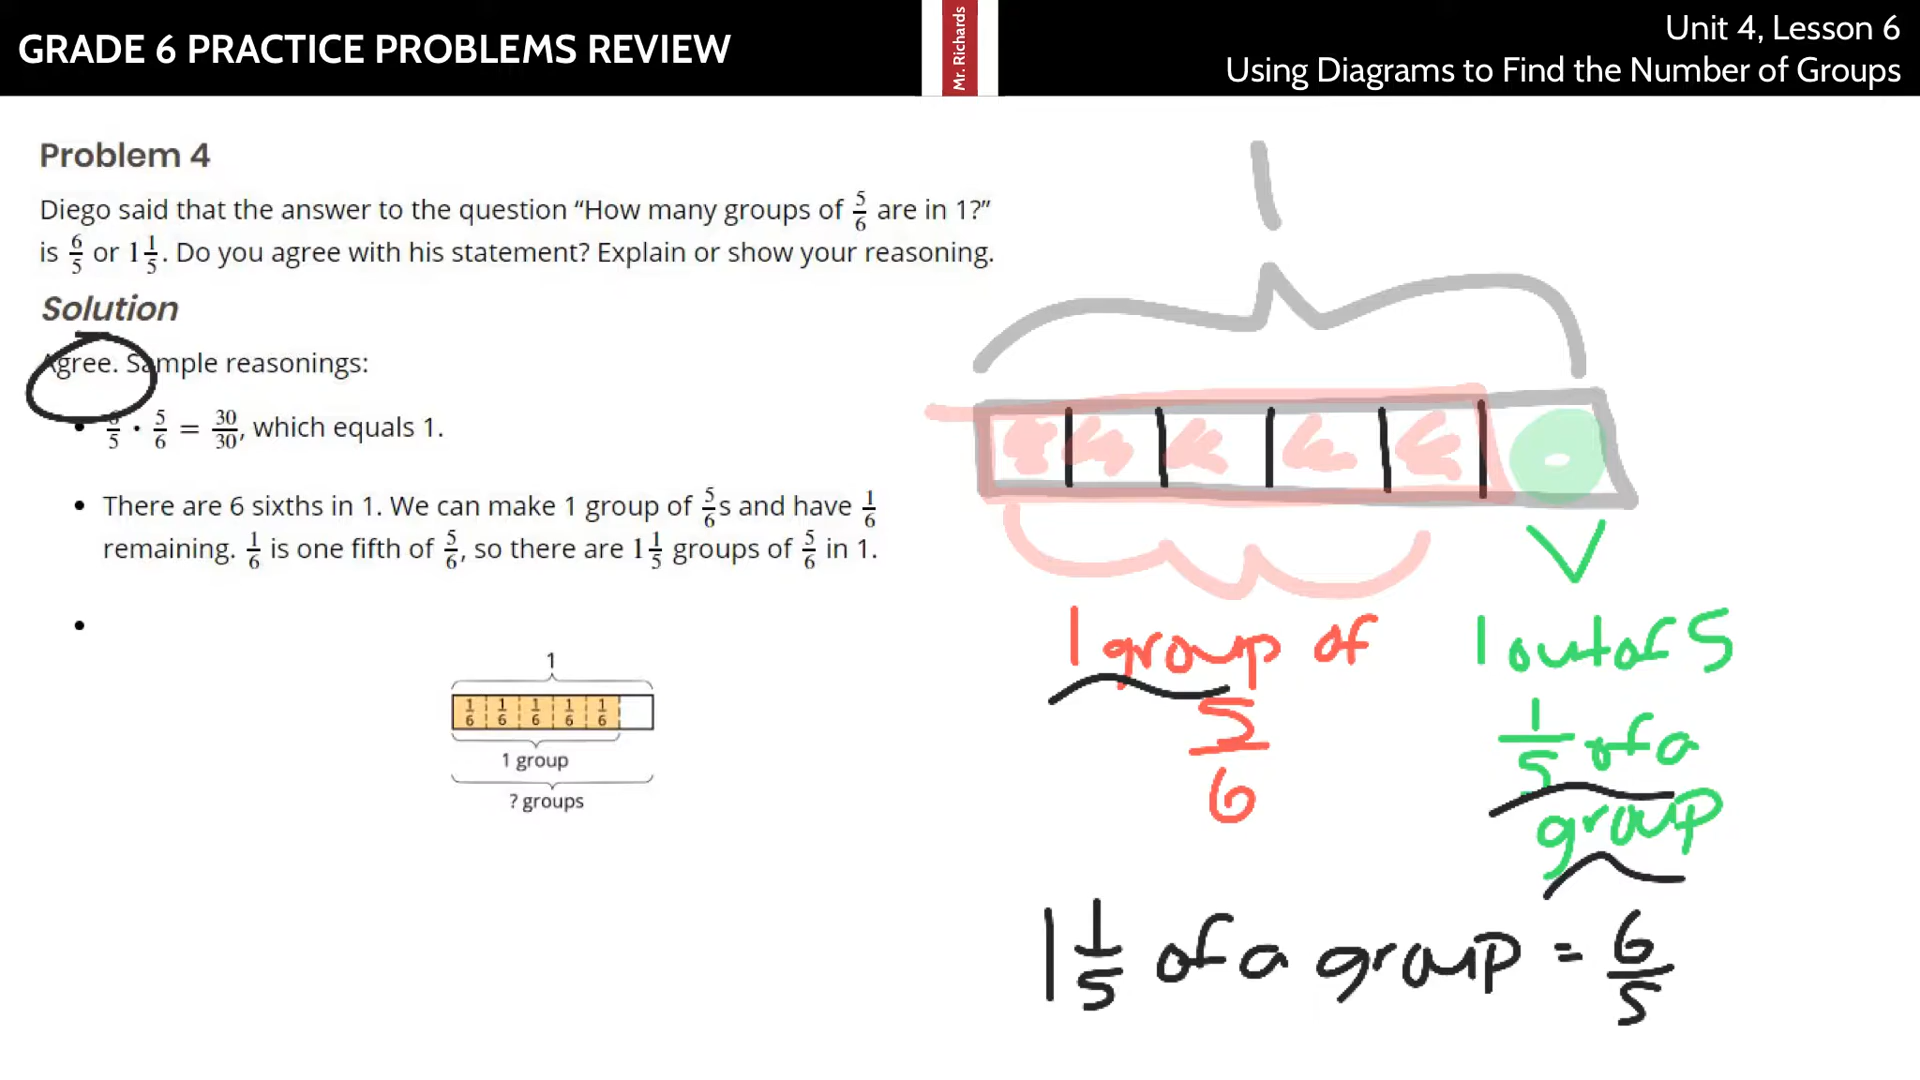 GRADE 6 PRACTICE PROBLEMS REVIEW
Mr. Richards
Unit 4, Lesson 6
Using Diagrams to Find the Number of Groups
Problem 4
Diego said that the answer to the question “How many groups of 5/6 are in 1?”
is 6/5 or 1 1/5. Do you agree with his statement? Explain or show your reasoning.
Solution
Agree. Sample reasonings:
• 6/5 • 5/6 = 30/30, which equals 1.
• There are 6 sixths in 1. We can make 1 group of 5/6s and have 1/6
remaining. 1/6 is one fifth of 5/6, so there are 1 1/5 groups of 5/6 in 1.
•
1
1/6 1/6 1/6 1/6 1/6
1 group
? groups
1
1 group of
5/6
1 out of 5
1/5 of a
group
1 1/5 of a group = 6/5